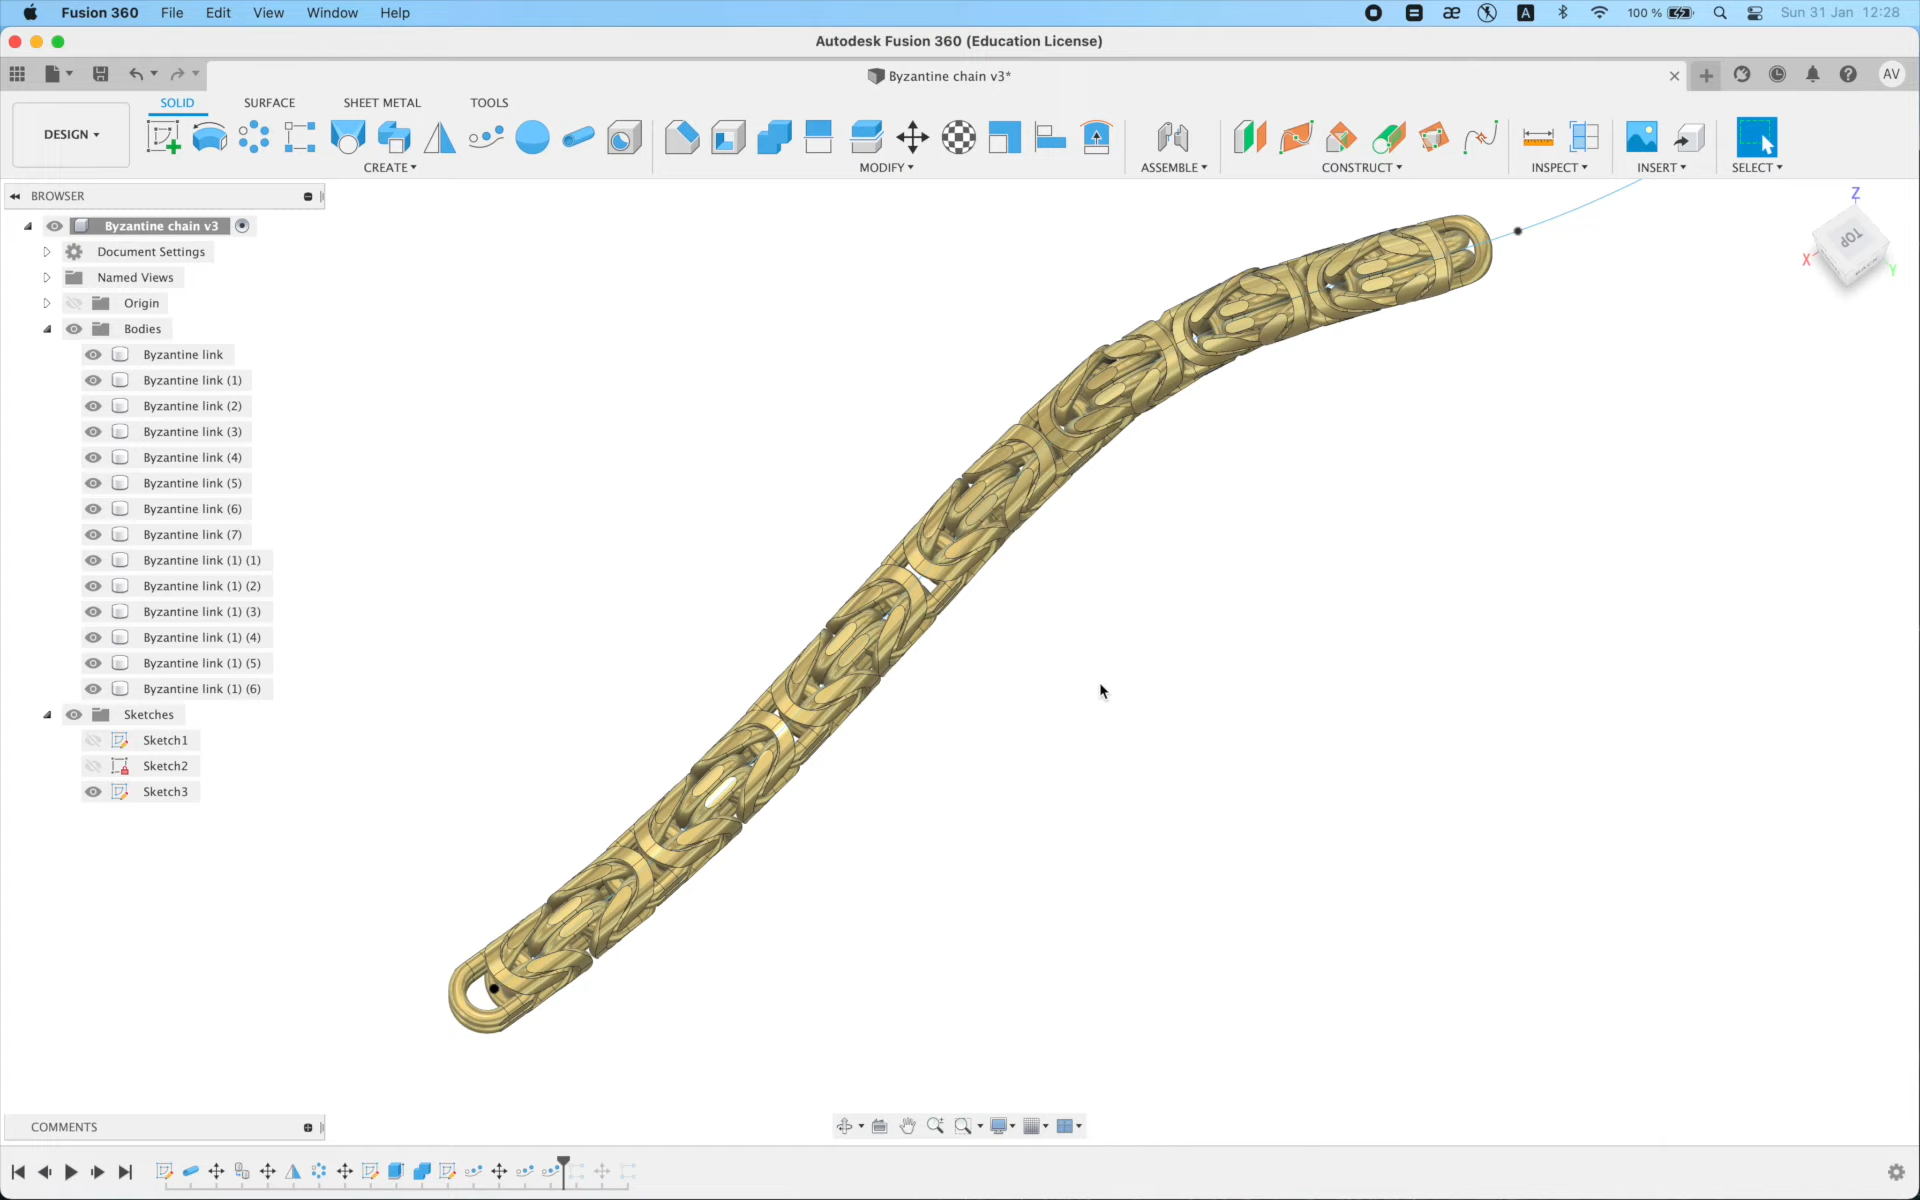 Fusion 360 File Edit View Window Help æ A 100 % Sun 31 Jan 12:28
Autodesk Fusion 360 (Education License)
Byzantine chain v3* AV
SOLID SURFACE SHEET METAL TOOLS
DESIGN
CREATE MODIFY ASSEMBLE CONSTRUCT INSPECT INSERT SELECT
BROWSER
Byzantine chain v3
Document Settings
Named Views
Origin
Bodies
Byzantine link
Byzantine link (1)
Byzantine link (2)
Byzantine link (3)
Byzantine link (4)
Byzantine link (5)
Byzantine link (6)
Byzantine link (7)
Byzantine link (1) (1)
Byzantine link (1) (2)
Byzantine link (1) (3)
Byzantine link (1) (4)
Byzantine link (1) (5)
Byzantine link (1) (6)
Sketches
Sketch1
Sketch2
Sketch3
Z
TOP
X BACK Y
COMMENTS